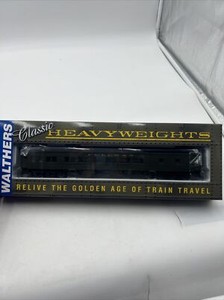 WALTHERS
Classic
HEAVYWEIGHTS
RELIVE THE GOLDEN AGE OF TRAIN TRAVEL